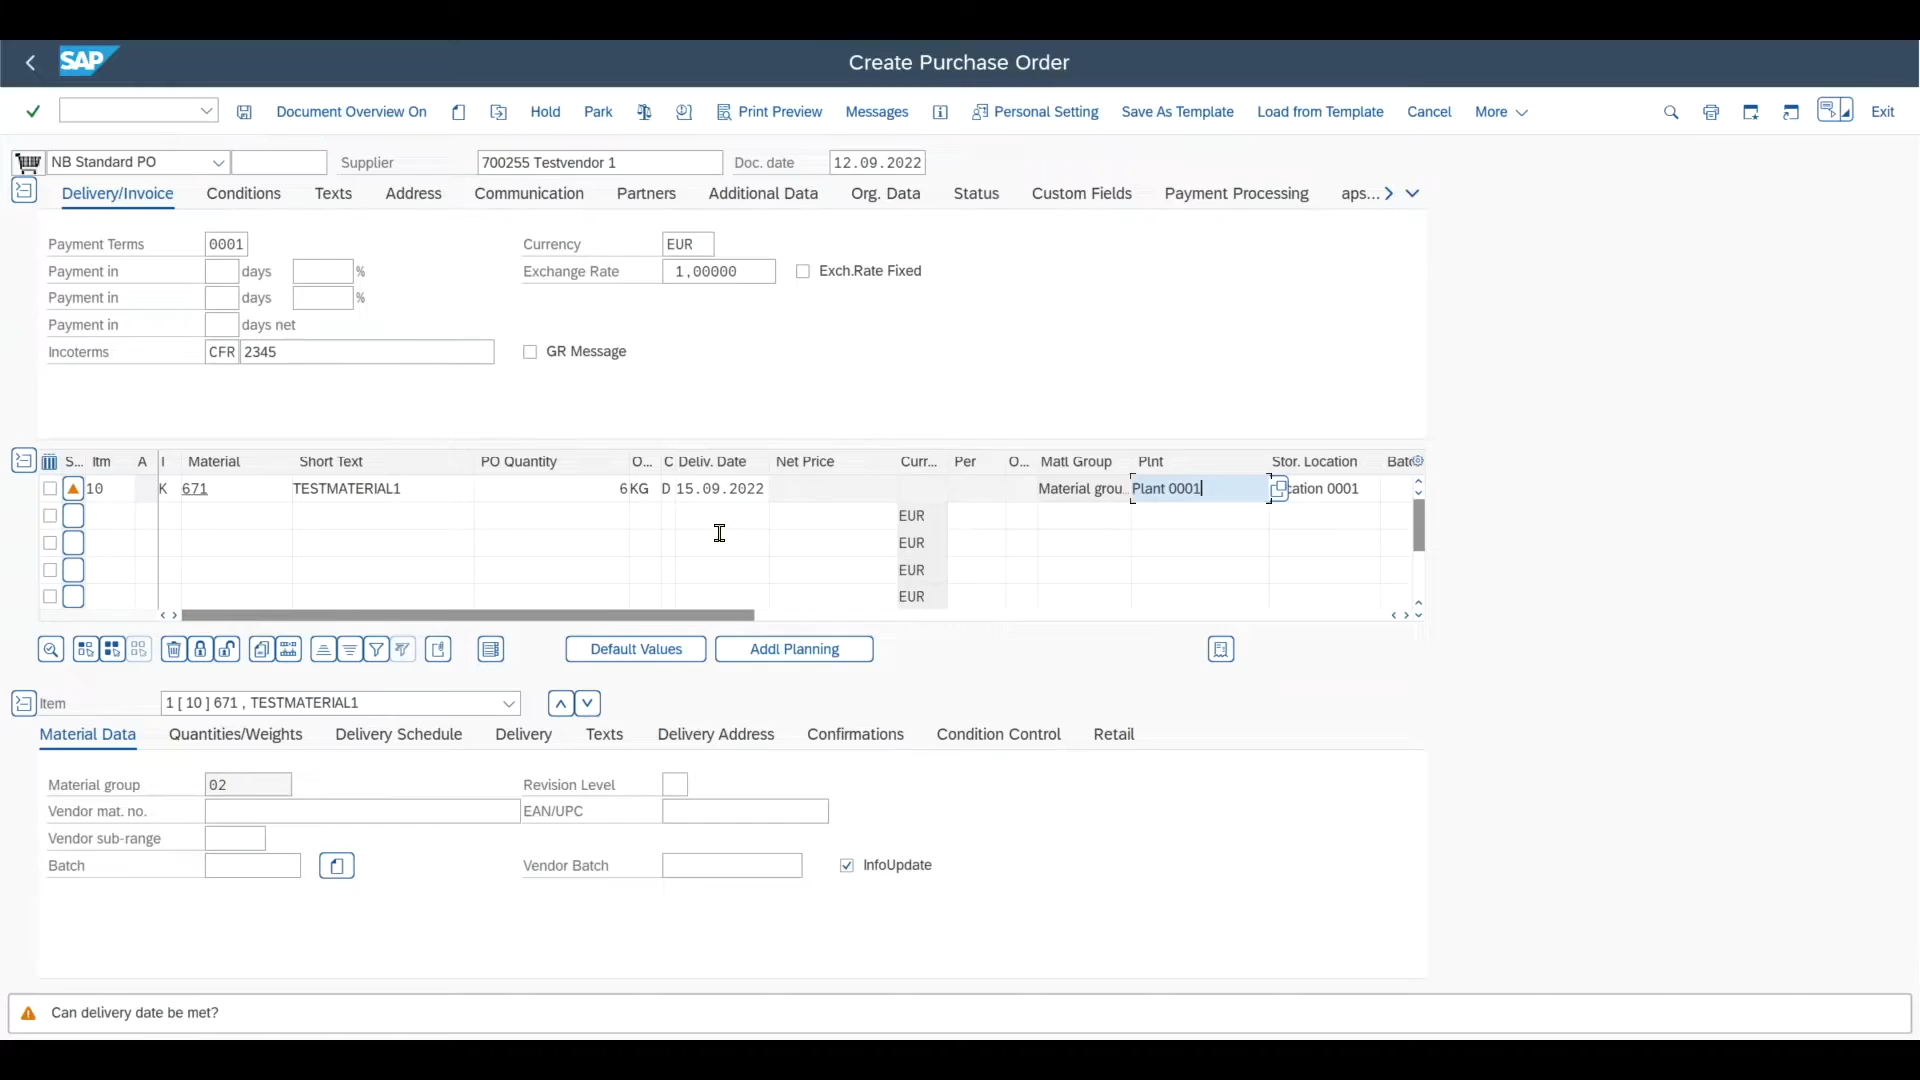 SAP Create Purchase Order
Document Overview On Hold Park Print Preview Messages Personal Setting Save As Template Load from Template Cancel More Exit
NB Standard PO Supplier 700255 Testvendor 1 Doc. date 12.09.2022
Delivery/Invoice Conditions Texts Address Communication Partners Additional Data Org. Data Status Custom Fields Payment Processing aps...
Payment Terms 0001 Currency EUR
Payment in days % Exchange Rate 1,00000 Exch.Rate Fixed
Payment in days %
Payment in days net
Incoterms CFR 2345 GR Message
S... Itm A I Material Short Text PO Quantity O... C Deliv. Date Net Price Curr... Per O... Matl Group Plnt Stor. Location Batc
10 K 671 TESTMATERIAL1 6 KG D 15.09.2022 Material grou... Plant 0001 cation 0001
EUR
EUR
EUR
EUR
Default Values Addl Planning
Item 1 [ 10 ] 671 , TESTMATERIAL1
Material Data Quantities/Weights Delivery Schedule Delivery Texts Delivery Address Confirmations Condition Control Retail
Material group 02 Revision Level
Vendor mat. no. EAN/UPC
Vendor sub-range
Batch Vendor Batch InfoUpdate
Can delivery date be met?